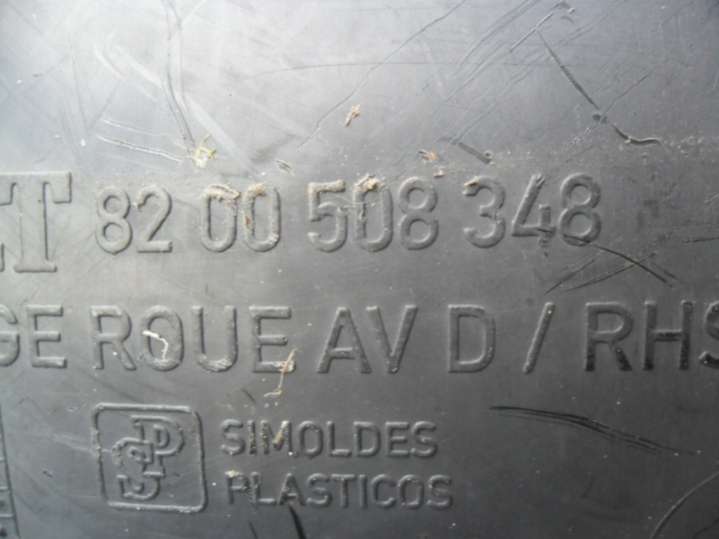 82 00 508 348
GE ROUE AV D / RHS
SIMOLDES
PLASTICOS